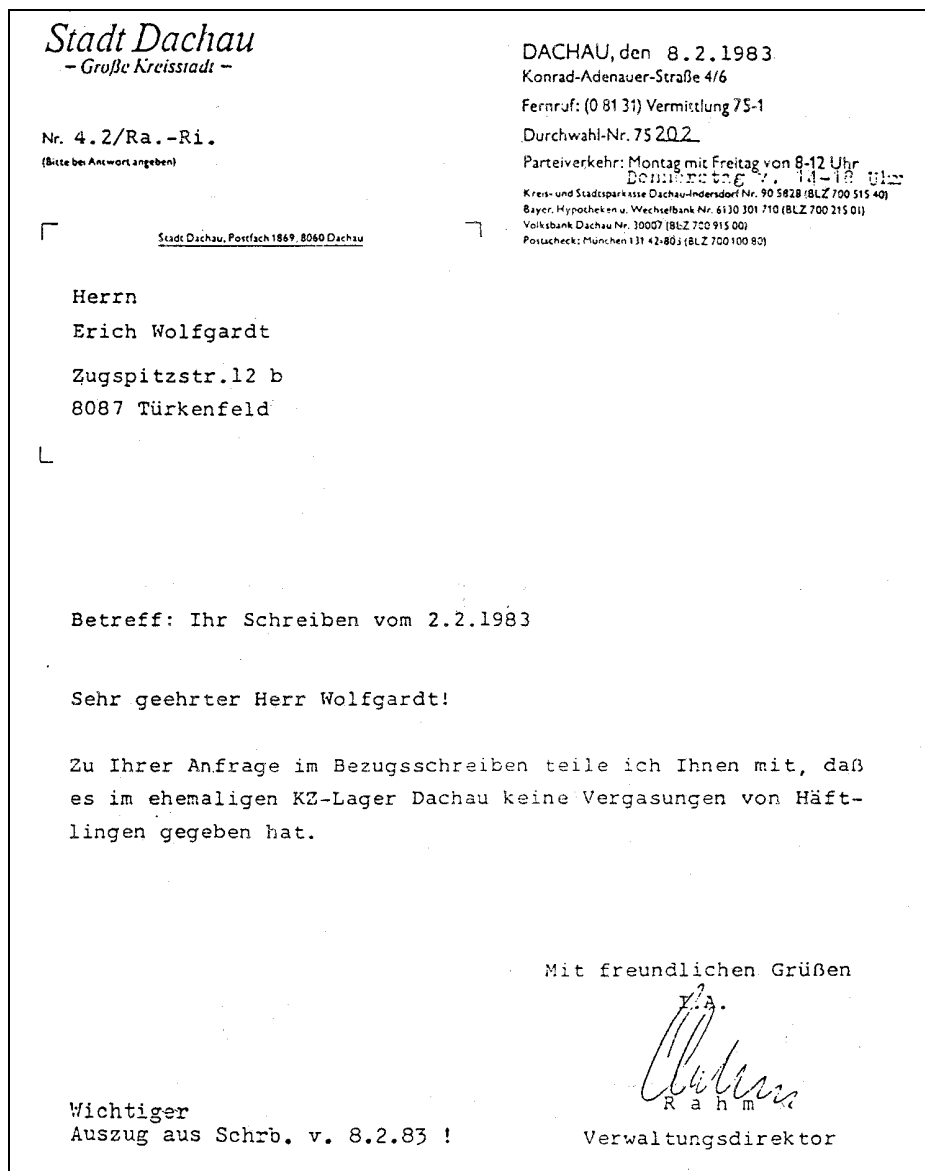 Stadt Dachau
– Große Kreisstadt –
DACHAU, den 8.2.1983
Konrad-Adenauer-Straße 4/6
Fernruf: (0 81 31) Vermittlung 75-1
Nr. 4.2/Ra.-Ri.
(Bitte bei Antwort angeben)
Durchwahl-Nr. 75 202
Parteiverkehr: Montag mit Freitag von 8-12 Uhr
Donnerstag v. 14-18 Uhr
Kreis- und Stadtsparkasse Dachau-Indersdorf Nr. 90 5828 (BLZ 700 515 40)
Bayer. Hypotheken u. Wechselbank Nr. 6130 301 710 (BLZ 700 215 01)
Volksbank Dachau Nr. 30007 (BLZ 700 915 00)
Postscheck: München 131 42-803 (BLZ 700 100 80)
Stadt Dachau, Postfach 1869, 8060 Dachau
Herrn
Erich Wolfgardt
Zugspitzstr.12 b
8087 Türkenfeld
Betreff: Ihr Schreiben vom 2.2.1983
Sehr geehrter Herr Wolfgardt!
Zu Ihrer Anfrage im Bezugsschreiben teile ich Ihnen mit, daß
es im ehemaligen KZ-Lager Dachau keine Vergasungen von Häft-
lingen gegeben hat.
Mit freundlichen Grüßen
I.A.
R a h m
Verwaltungsdirektor
Wichtiger
Auszug aus Schrb. v. 8.2.83 !